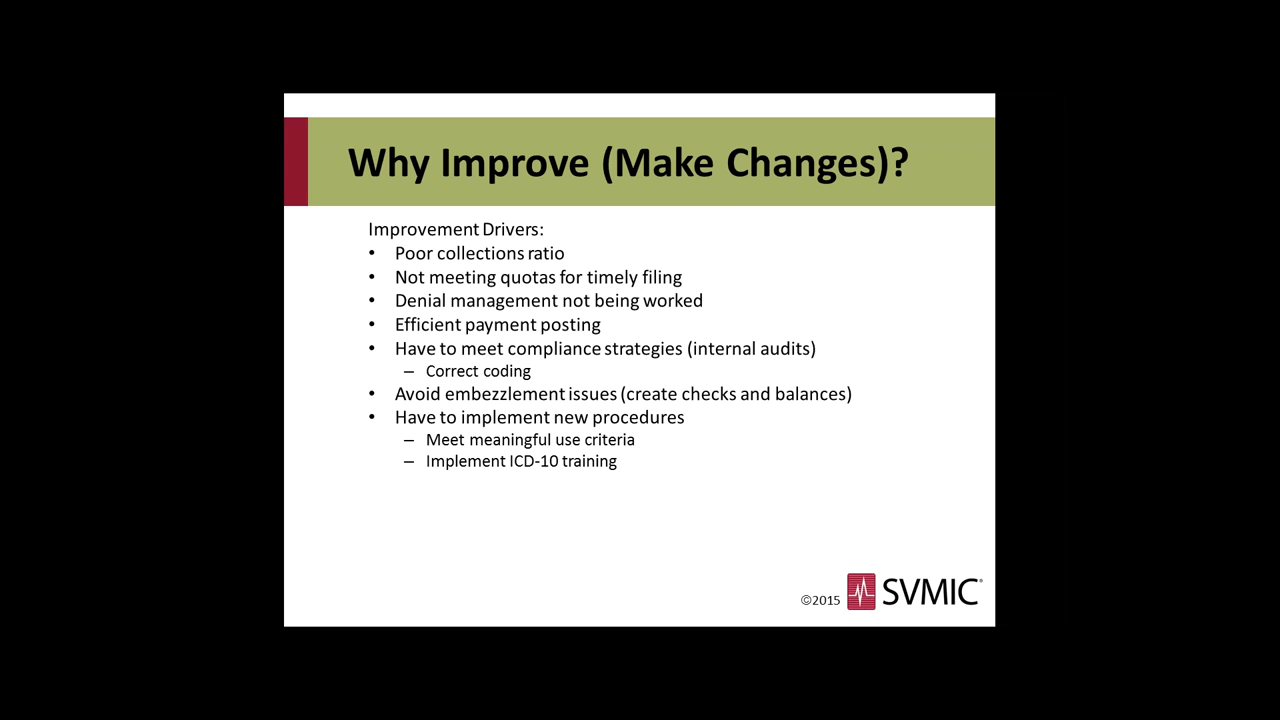 Why Improve (Make Changes)?
Improvement Drivers:
• Poor collections ratio
• Not meeting quotas for timely filing
• Denial management not being worked
• Efficient payment posting
• Have to meet compliance strategies (internal audits)
– Correct coding
• Avoid embezzlement issues (create checks and balances)
• Have to implement new procedures
– Meet meaningful use criteria
– Implement ICD-10 training
©2015 SVMIC®